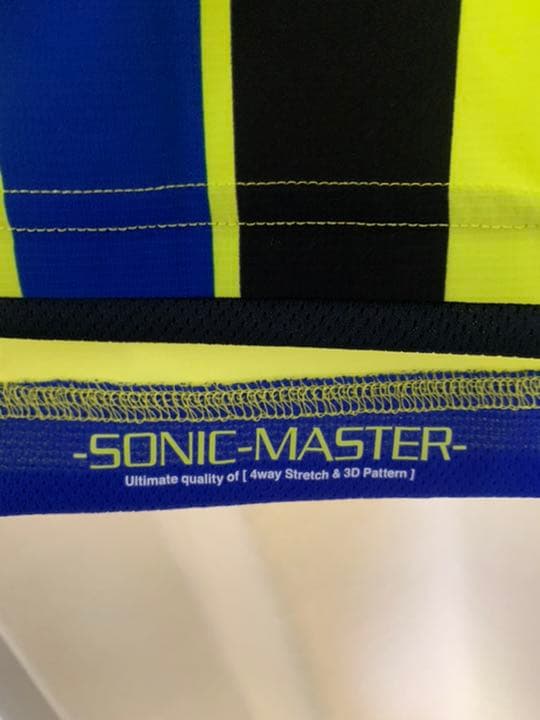 -SONIC-MASTER-
Ultimate quality of [ 4way Stretch & 3D Pattern ]